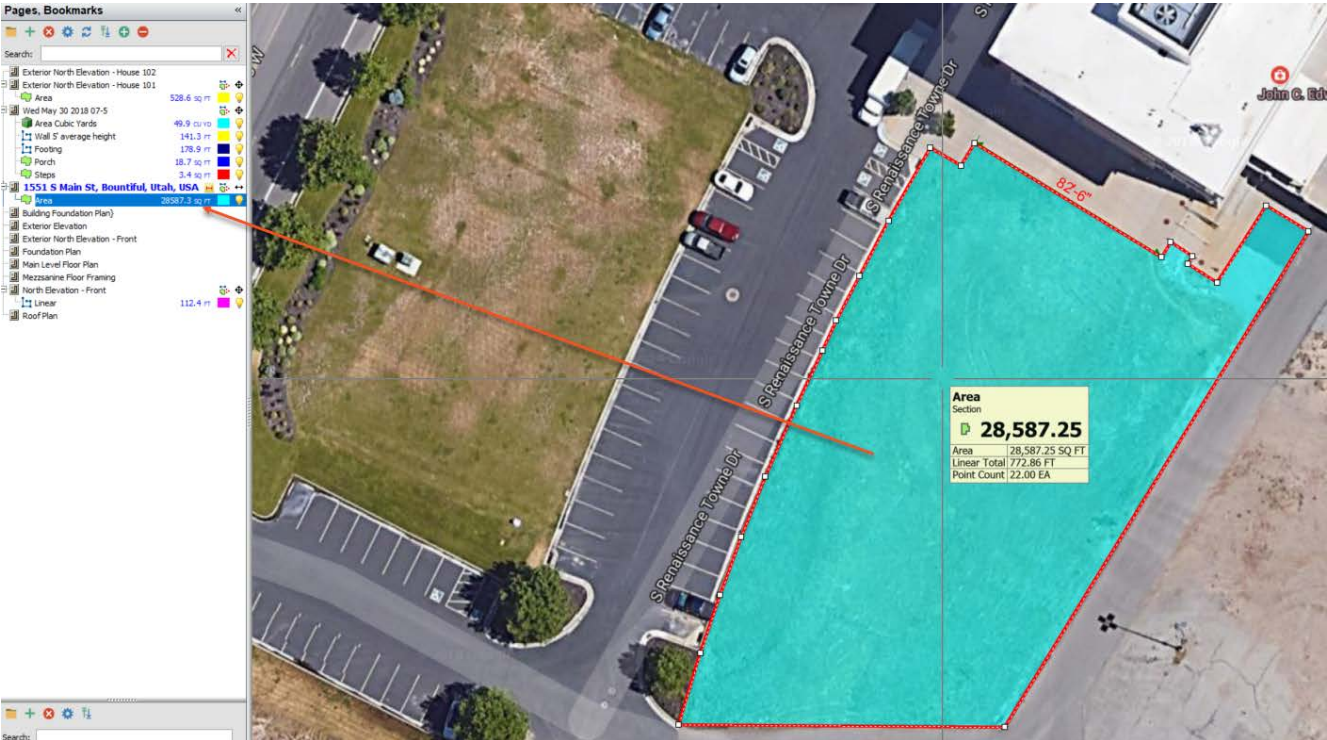 Pages, Bookmarks
Search:
Exterior North Elevation - House 102
Exterior North Elevation - House 101
Area 528.6 SQ FT
Wed May 30 2018 07-5
Area Cubic Yards 49.9 CU YD
Wall 5' average height 141.3 FT
Footing 178.9 FT
Porch 18.7 SQ FT
Steps 3.4 SQ FT
1551 S Main St, Bountiful, Utah, USA
Area 28587.3 SQ FT
Building Foundation Plan}
Exterior Elevation
Exterior North Elevation - Front
Foundation Plan
Main Level Floor Plan
Mezzsanine Floor Framing
North Elevation - Front
Linear 112.4 FT
Roof Plan
Search:
W
S
S Renaissance Towne Dr
John C. Edw
82'-6"
S Renaissance Towne Dr
S Renaissance Towne Dr
Area
Section
28,587.25
Area 28,587.25 SQ FT
Linear Total 772.86 FT
Point Count 22.00 EA